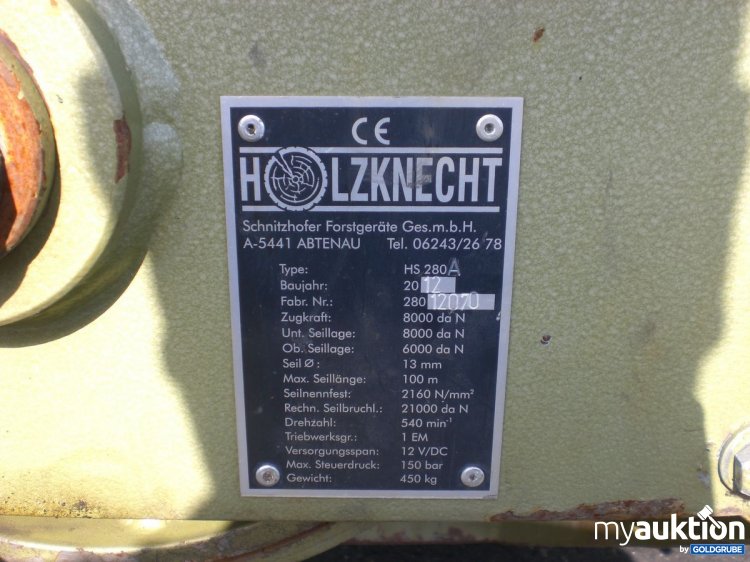 CE
HOLZKNECHT
Schnitzhofer Forstgeräte Ges.m.b.H.
A-5441 ABTENAU Tel. 06243/26 78
Type: HS 280A
Baujahr: 2012
Fabr. Nr.: 280 12070
Zugkraft: 8000 da N
Unt. Seillage: 8000 da N
Ob. Seillage: 6000 da N
Seil Ø : 13 mm
Max. Seillänge: 100 m
Seilnennfest: 2160 N/mm²
Rechn. Seilbruchl.: 21000 da N
Drehzahl: 540 min⁻¹
Triebwerksgr.: 1 EM
Versorgungsspan: 12 V/DC
Max. Steuerdruck: 150 bar
Gewicht: 450 kg
myauktion
by GOLDGRUBE